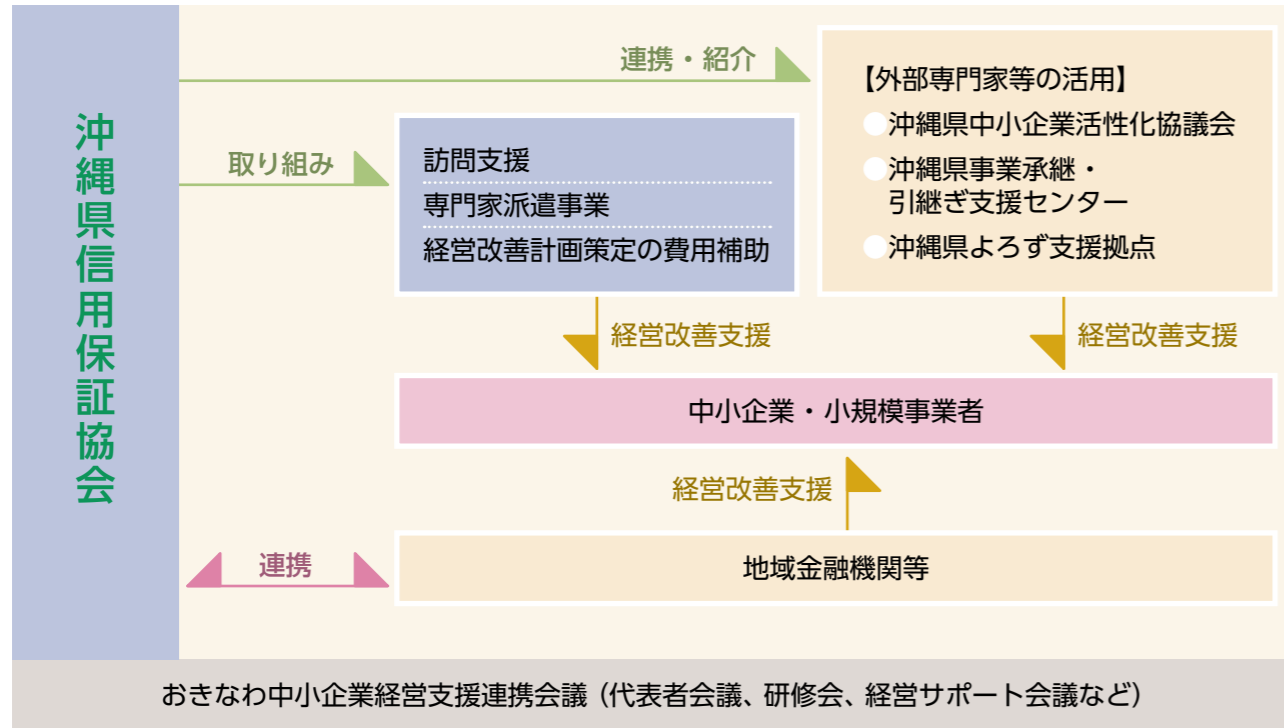 沖縄県信用保証協会
連携・紹介
【外部専門家等の活用】
●沖縄県中小企業活性化協議会
●沖縄県事業承継・
引継ぎ支援センター
●沖縄県よろず支援拠点
取り組み
訪問支援
専門家派遣事業
経営改善計画策定の費用補助
経営改善支援
経営改善支援
中小企業・小規模事業者
経営改善支援
連携
地域金融機関等
おきなわ中小企業経営支援連携会議（代表者会議、研修会、経営サポート会議など）